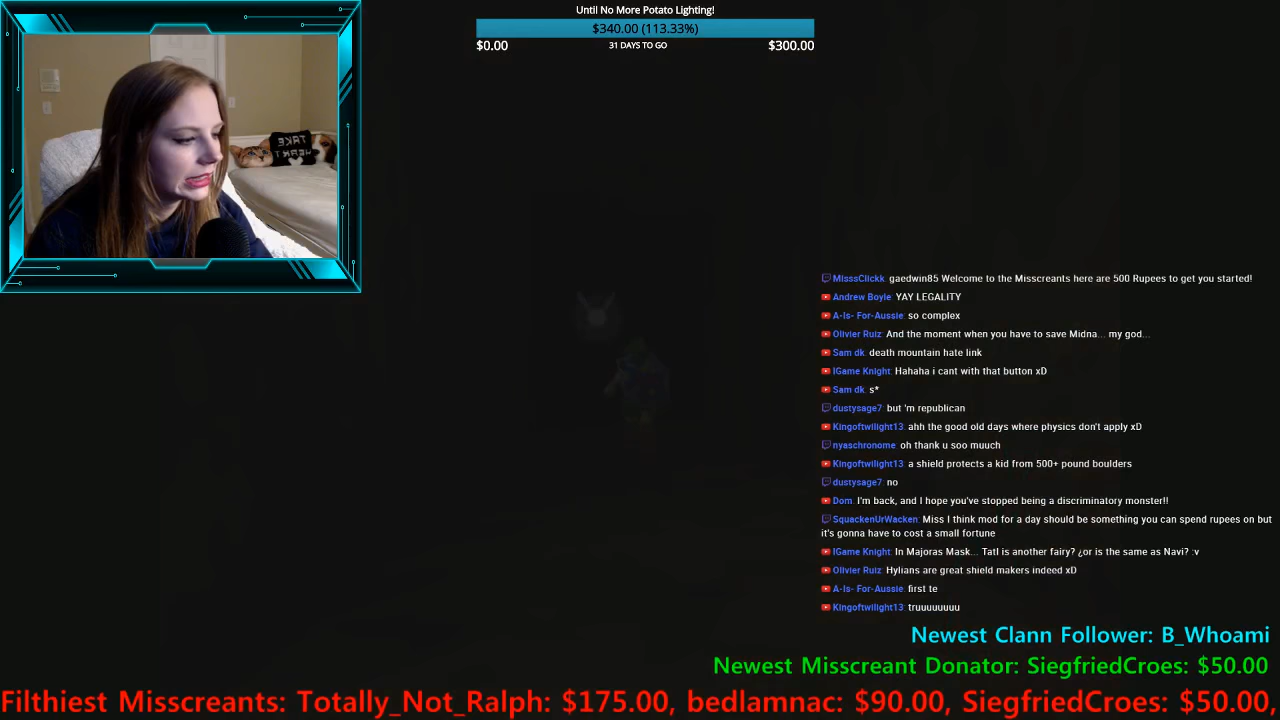 Until No More Potato Lighting!
$340.00 (113.33%)
$0.00 31 DAYS TO GO $300.00
TAKE
HEART
MisssClickk: gaedwin85 Welcome to the Misscreants here are 500 Rupees to get you started!
Andrew Boyle: YAY LEGALITY
A-Is- For-Aussie: so complex
Olivier Ruiz: And the moment when you have to save Midna... my god...
Sam dk: death mountain hate link
IGame Knight: Hahaha i cant with that button xD
Sam dk: s*
dustysage7: but 'm republican
Kingoftwilight13: ahh the good old days where physics don't apply xD
nyaschronome: oh thank u soo muuch
Kingoftwilight13: a shield protects a kid from 500+ pound boulders
dustysage7: no
Dom: I'm back, and I hope you've stopped being a discriminatory monster!!
SquackenUrWacken: Miss I think mod for a day should be something you can spend rupees on but
it's gonna have to cost a small fortune
IGame Knight: In Majoras Mask... Tatl is another fairy? ¿or is the same as Navi? :v
Olivier Ruiz: Hylians are great shield makers indeed xD
A-Is- For-Aussie: first te
Kingoftwilight13: truuuuuuuu
Newest Clann Follower: B_Whoami
Newest Misscreant Donator: SiegfriedCroes: $50.00
Filthiest Misscreants: Totally_Not_Ralph: $175.00, bedlamnac: $90.00, SiegfriedCroes: $50.00,